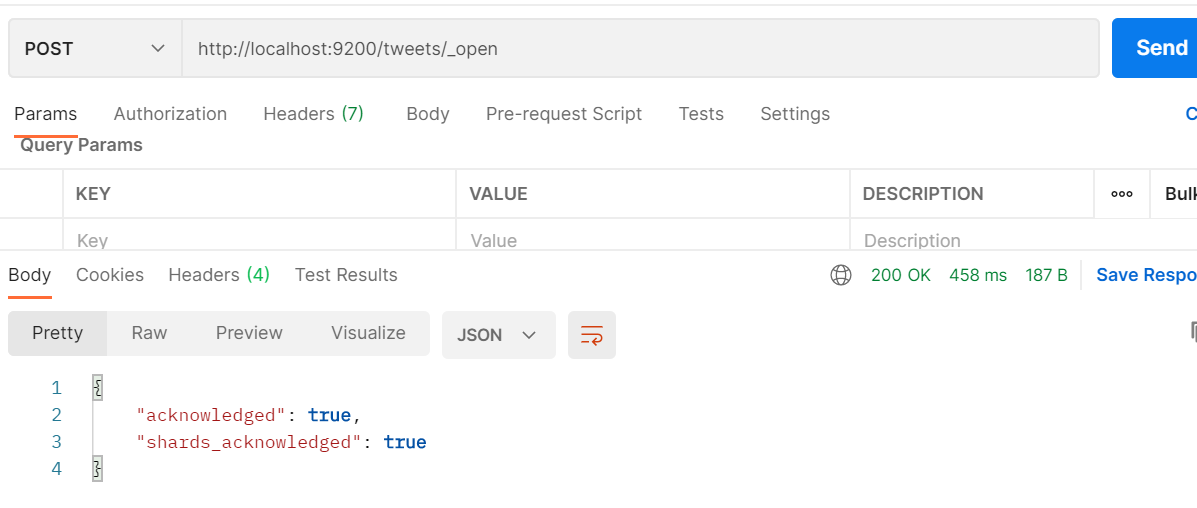 POST http://localhost:9200/tweets/_open Send
Params Authorization Headers (7) Body Pre-request Script Tests Settings C
Query Params
KEY VALUE DESCRIPTION ooo Bulk
Key Value Description
Body Cookies Headers (4) Test Results 200 OK 458 ms 187 B Save Respo
Pretty Raw Preview Visualize JSON
1 {
2 "acknowledged": true,
3 "shards_acknowledged": true
4 }